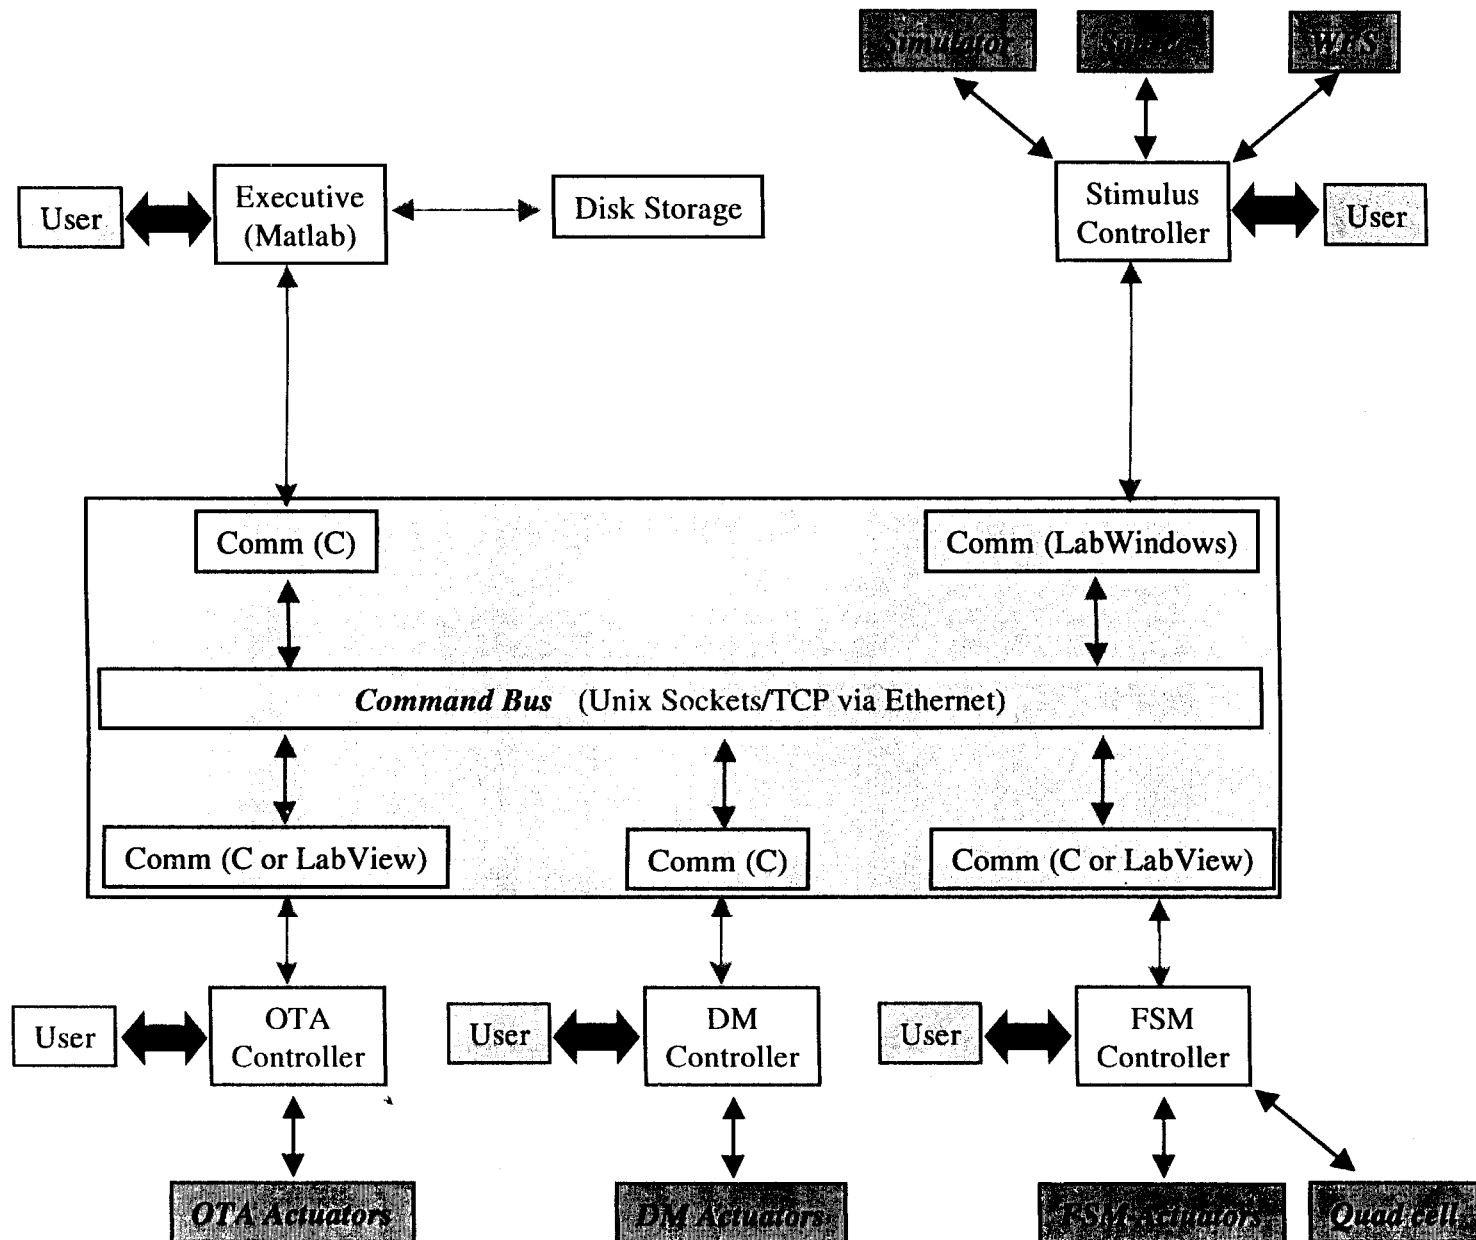 Simulator
WFS
User
Executive
(Matlab)
Disk Storage
Stimulus
Controller
User
Comm (C)
Comm (LabWindows)
Command Bus (Unix Sockets/TCP via Ethernet)
Comm (C or LabView)
Comm (C)
Comm (C or LabView)
User
OTA
Controller
User
DM
Controller
User
FSM
Controller
OTA Actuators
DM Actuators
FSM Actuators
Quad cell